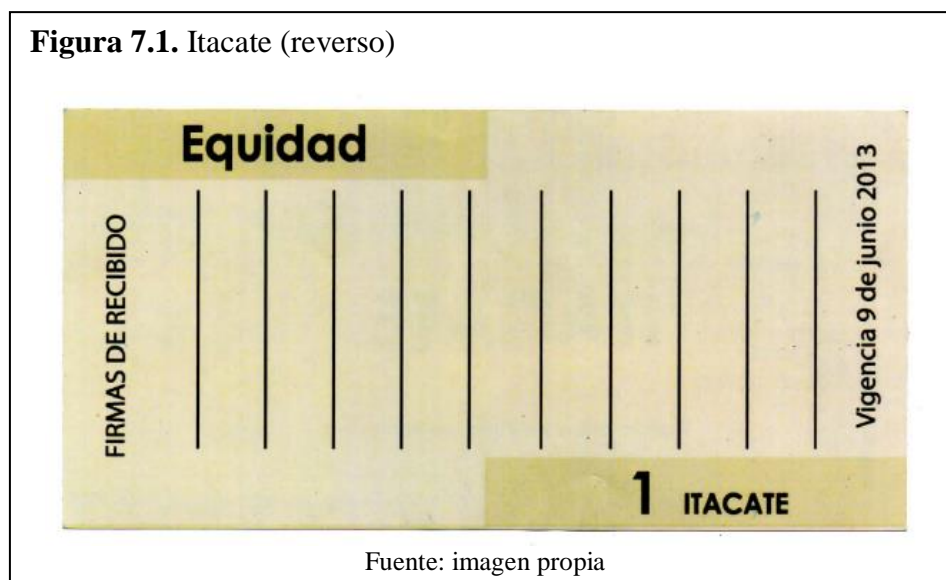 Figura 7.1. Itacate (reverso)
Equidad
FIRMAS DE RECIBIDO
Vigencia 9 de junio 2013
1 ITACATE
Fuente: imagen propia